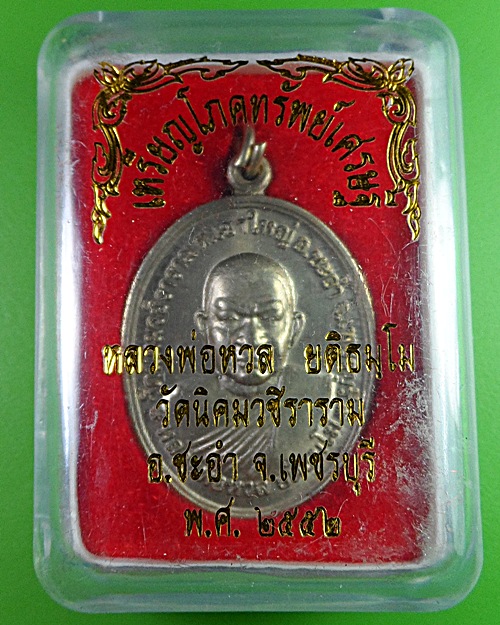 เหรียญโภคทรัพย์เศรษฐี
หลวงพ่อหวล ยติธมฺโม
วัดนิคมวชีราราม
อ.ชะอำ จ.เพชรบุรี
พ.ศ. ๒๕๕๒